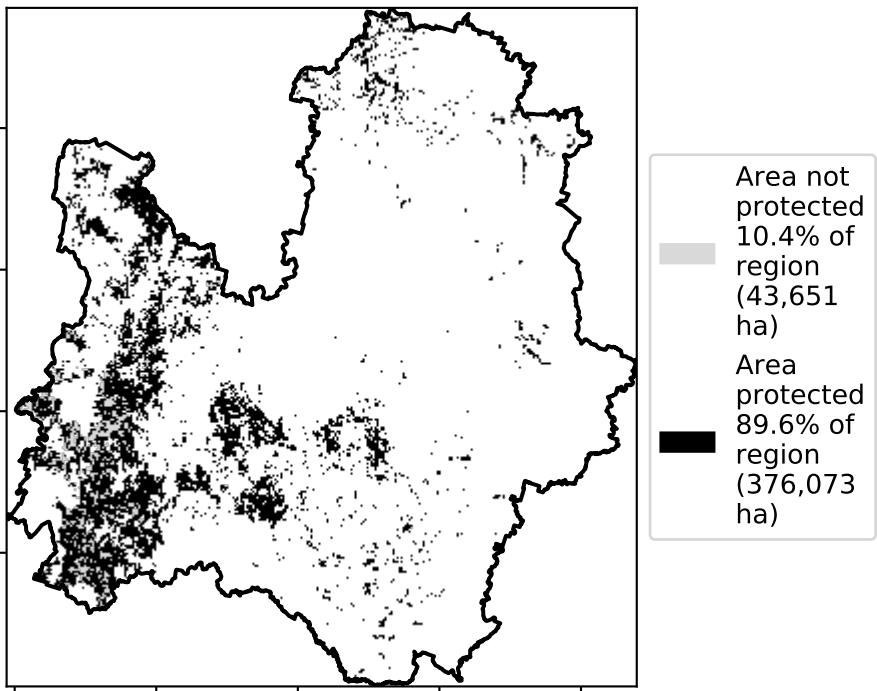 Area not
protected
10.4% of
region
(43,651
ha)
Area
protected
89.6% of
region
(376,073
ha)